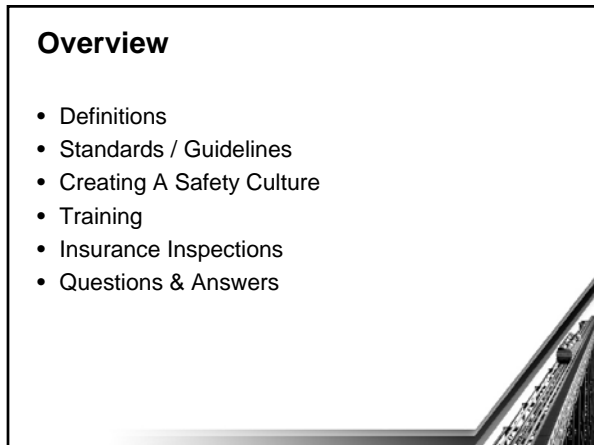 Overview
• Definitions
• Standards / Guidelines
• Creating A Safety Culture
• Training
• Insurance Inspections
• Questions & Answers